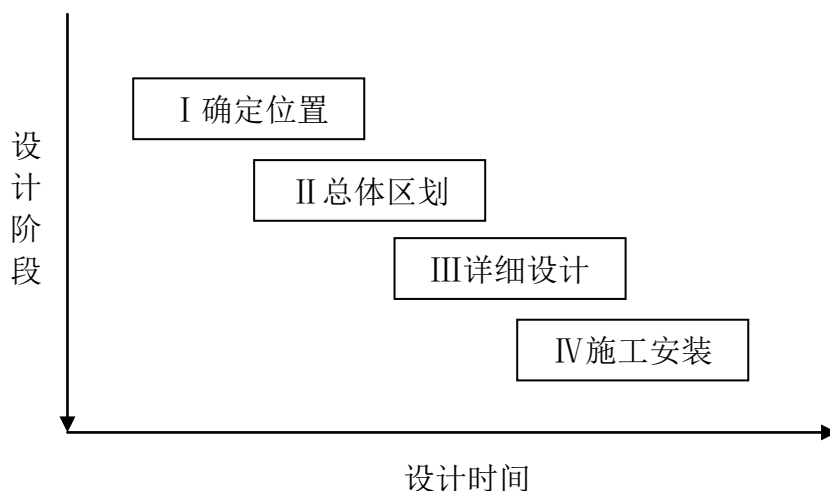 Ⅰ确定位置
Ⅱ总体区划
Ⅲ详细设计
Ⅳ施工安装
设计阶段
设计时间